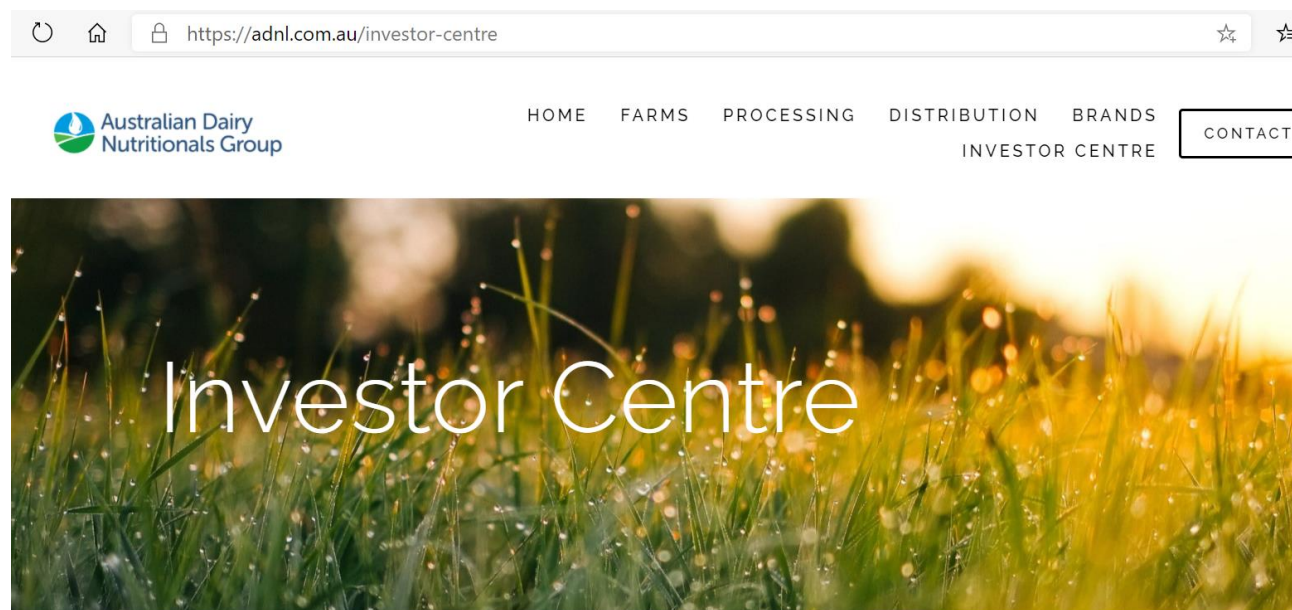 https://adnl.com.au/investor-centre
Australian Dairy
Nutritionals Group
HOME FARMS PROCESSING DISTRIBUTION BRANDS
INVESTOR CENTRE
CONTACT
Investor Centre